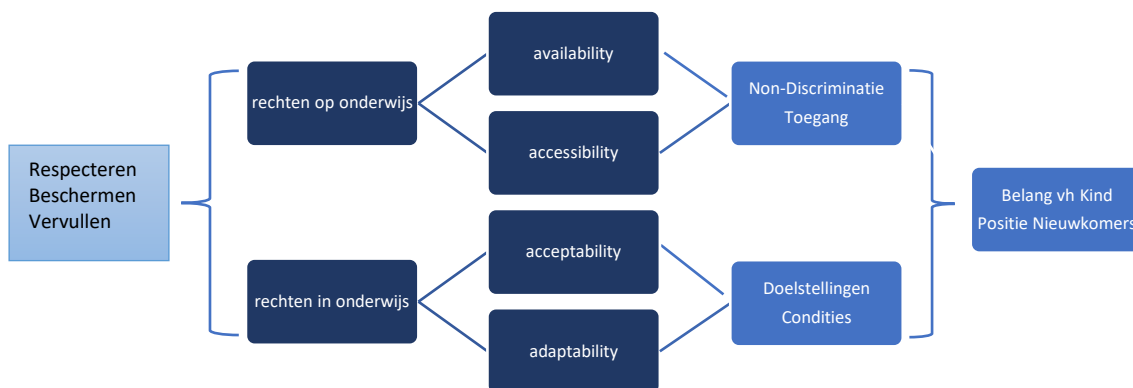 Respecteren
Beschermen
Vervullen
rechten op onderwijs
rechten in onderwijs
availability
accessibility
acceptability
adaptability
Non-Discriminatie
Toegang
Doelstellingen
Condities
Belang vh Kind
Positie Nieuwkomers